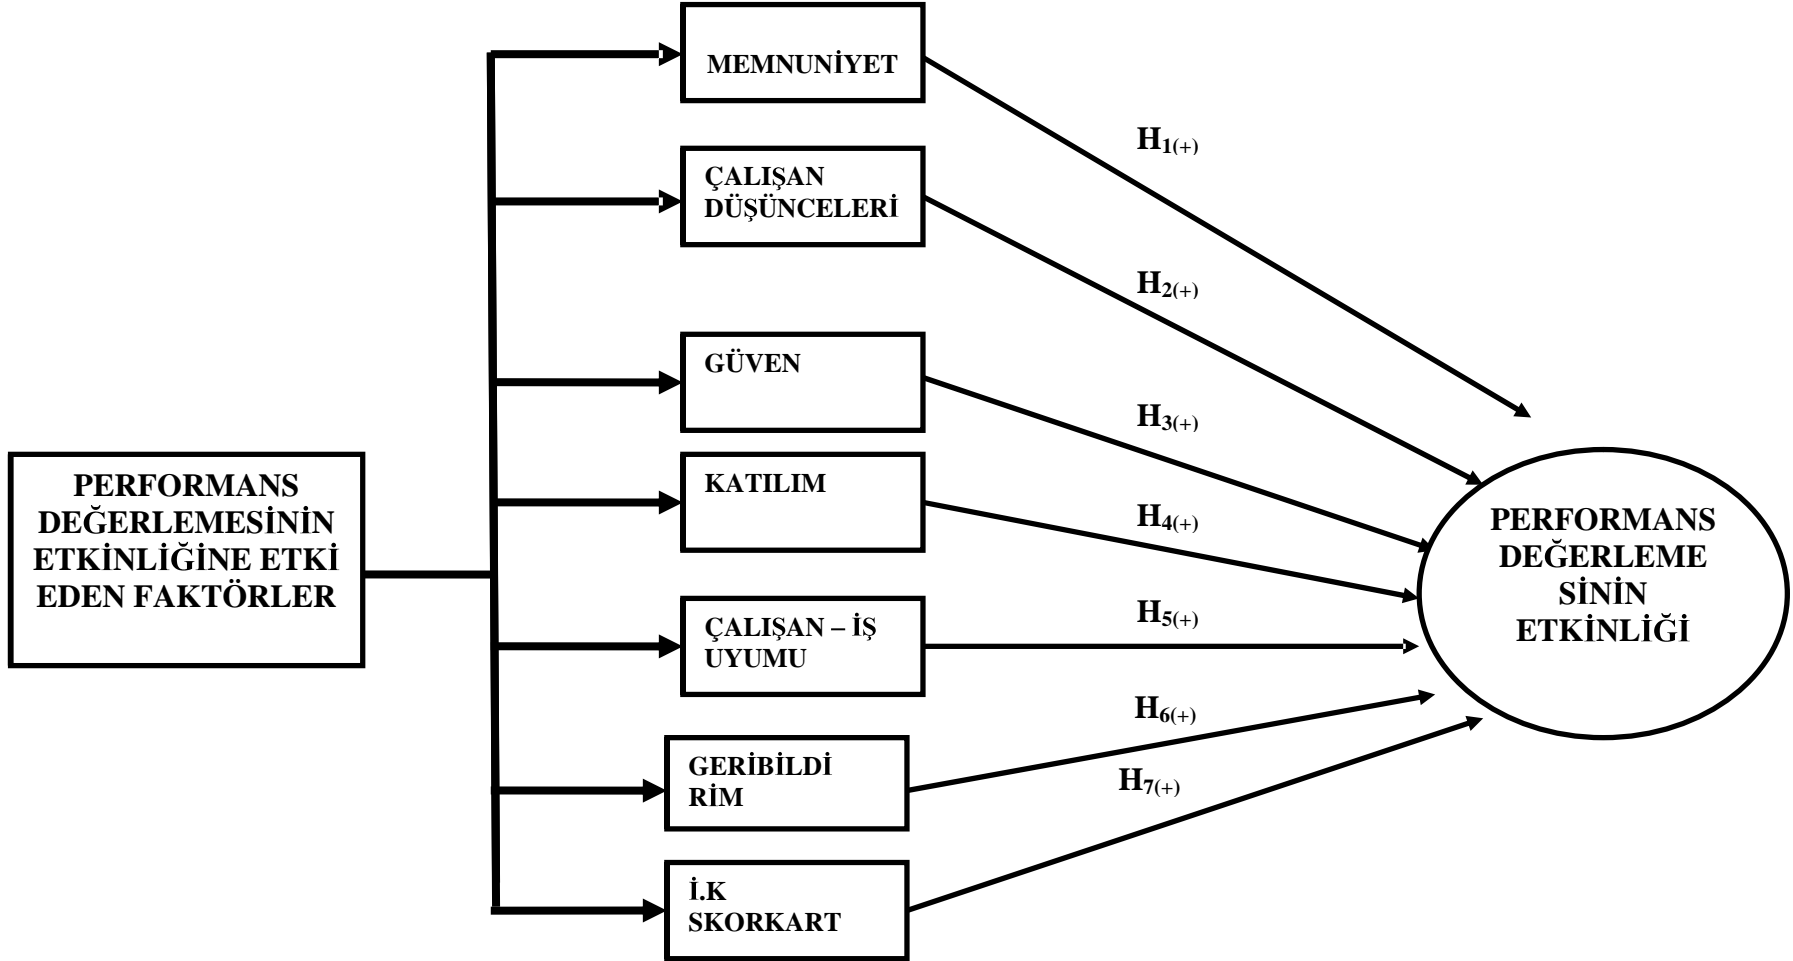 MEMNUNİYET
H1(+)
ÇALIŞAN
DÜŞÜNCELERİ
H2(+)
GÜVEN
H3(+)
KATILIM
H4(+)
PERFORMANS
DEĞERLEMESİNİN
ETKİNLİĞİNE ETKİ
EDEN FAKTÖRLER
PERFORMANS
DEĞERLEME
SİNİN
ETKİNLİĞİ
ÇALIŞAN – İŞ
UYUMU
H5(+)
GERİBİLDİ
RİM
H6(+)
İ.K
SKORKART
H7(+)